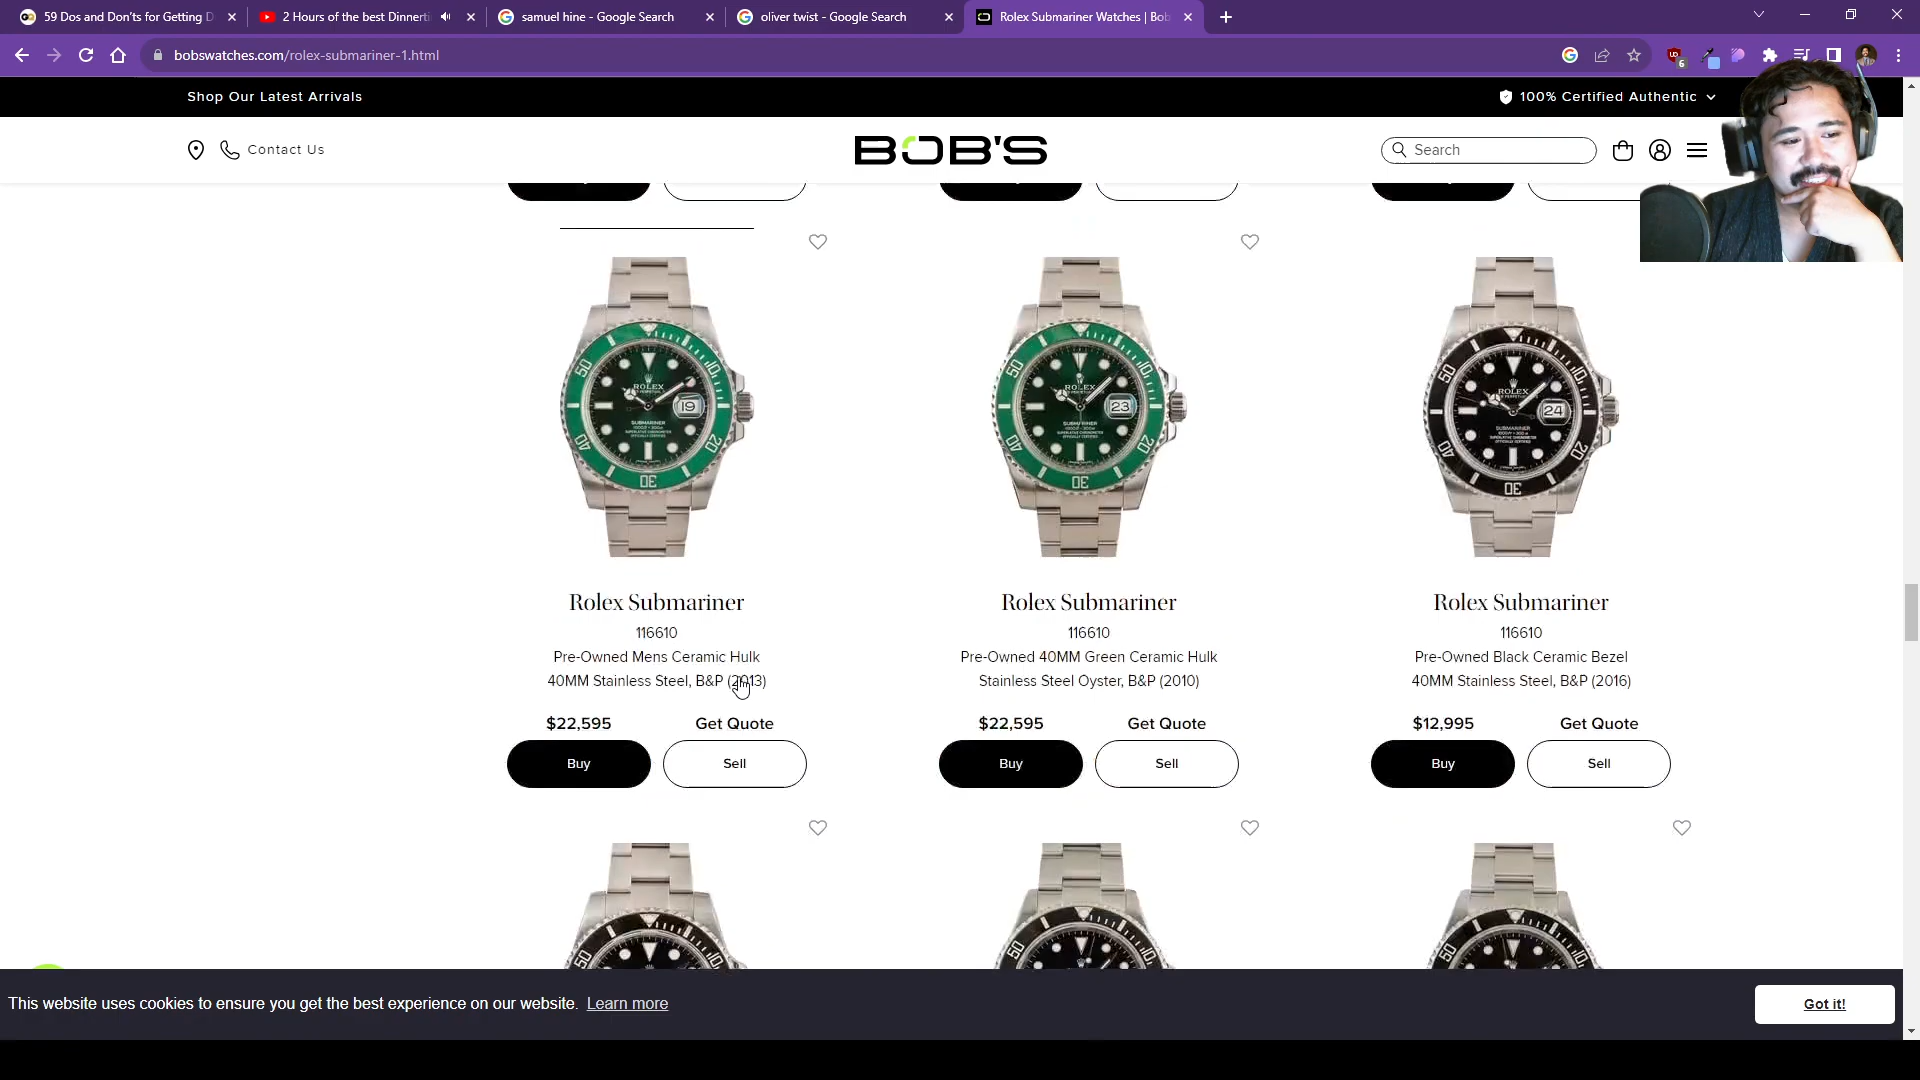 59 Dos and Don'ts for Getting D
2 Hours of the best Dinnerti
samuel hine - Google Search
oliver twist - Google Search
Rolex Submariner Watches | Bob
bobswatches.com/rolex-submariner-1.html
6
Shop Our Latest Arrivals
100% Certified Authentic
Contact Us
BOB'S
Search
Rolex Submariner
116610
Pre-Owned Mens Ceramic Hulk
40MM Stainless Steel, B&P (2013)
$22,595
Get Quote
Buy
Sell
Rolex Submariner
116610
Pre-Owned 40MM Green Ceramic Hulk
Stainless Steel Oyster, B&P (2010)
$22,595
Get Quote
Buy
Sell
Rolex Submariner
116610
Pre-Owned Black Ceramic Bezel
40MM Stainless Steel, B&P (2016)
$12,995
Get Quote
Buy
Sell
This website uses cookies to ensure you get the best experience on our website. Learn more
Got it!